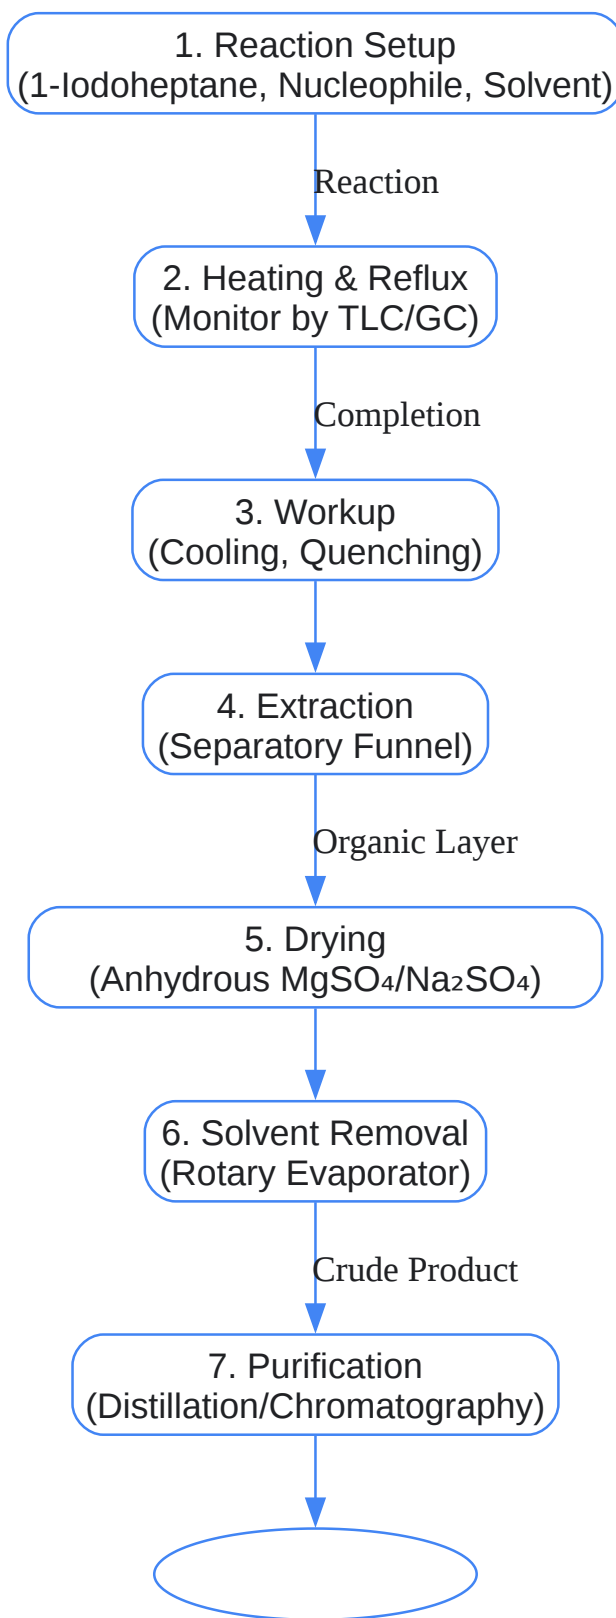 1. Reaction Setup
(1-Iodoheptane, Nucleophile, Solvent)
Reaction
2. Heating & Reflux
(Monitor by TLC/GC)
Completion
3. Workup
(Cooling, Quenching)
4. Extraction
(Separatory Funnel)
Organic Layer
5. Drying
(Anhydrous MgSO₄/Na₂SO₄)
6. Solvent Removal
(Rotary Evaporator)
Crude Product
7. Purification
(Distillation/Chromatography)